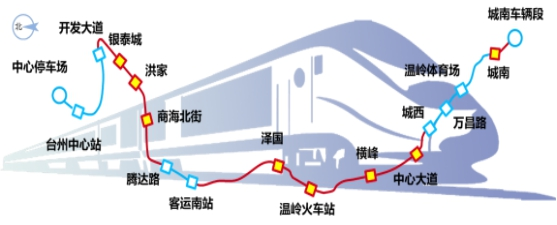 北
开发大道
银泰城
中心停车场
洪家
台州中心站
商海北街
腾达路
客运南站
泽国
温岭火车站
横峰
中心大道
城西
万昌路
温岭体育场
城南
城南车辆段